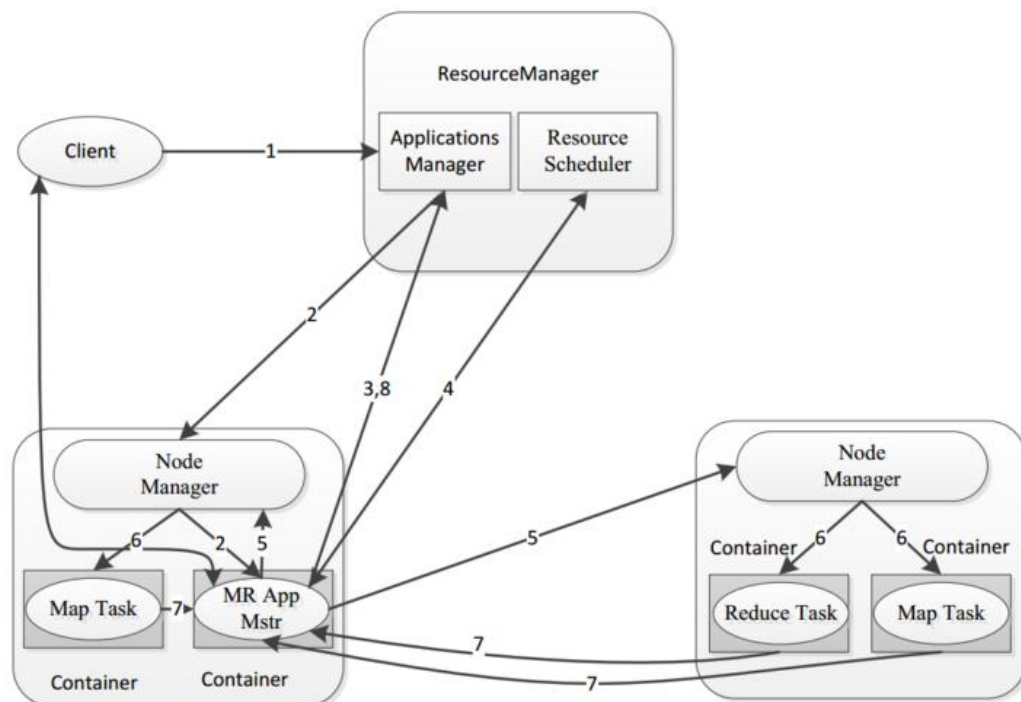 ResourceManager
Client
1
Applications
Manager
Resource
Scheduler
2
3,8
4
Node
Manager
6
2
5
Map Task
7
MR App
Mstr
Container
Container
5
7
7
Node
Manager
Container
6
6
Container
Reduce Task
Map Task